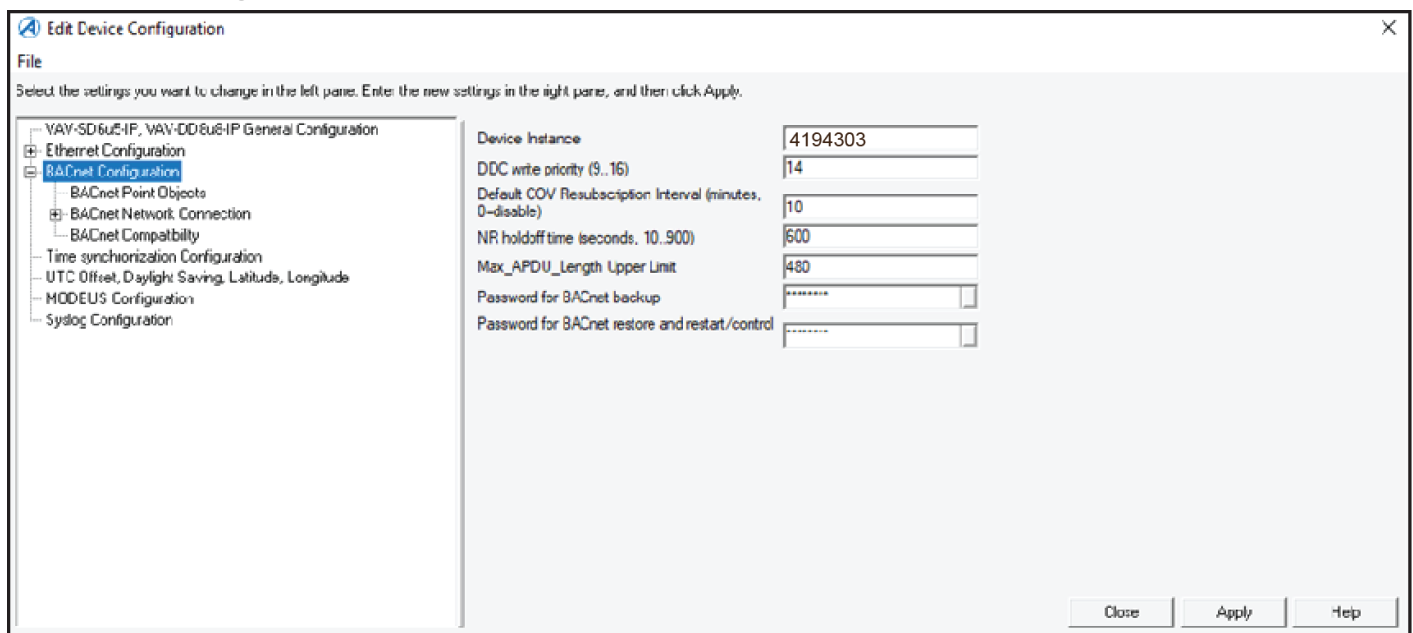 Edit Device Configuration
File
Select the settings you want to change in the left pane. Enter the new settings in the right pane, and then click Apply.
VAV-SD6u5-IP, VAV-DD8u8-IP General Configuration
Ethernet Configuration
BACnet Configuration
BACnet Point Objects
BACnet Network Connection
BACnet Compatibility
Time synchronization Configuration
UTC Offset, Daylight Saving, Latitude, Longitude
MODBUS Configuration
Syslog Configuration
Device Instance 4194303
DDC write priority (9..16) 14
Default COV Resubscription Interval (minutes,
0=disable) 10
NR holdoff time (seconds, 10..900) 600
Max_APDU_Length Upper Limit 480
Password for BACnet backup ********
Password for BACnet restore and restart/control ********
Close Apply Help